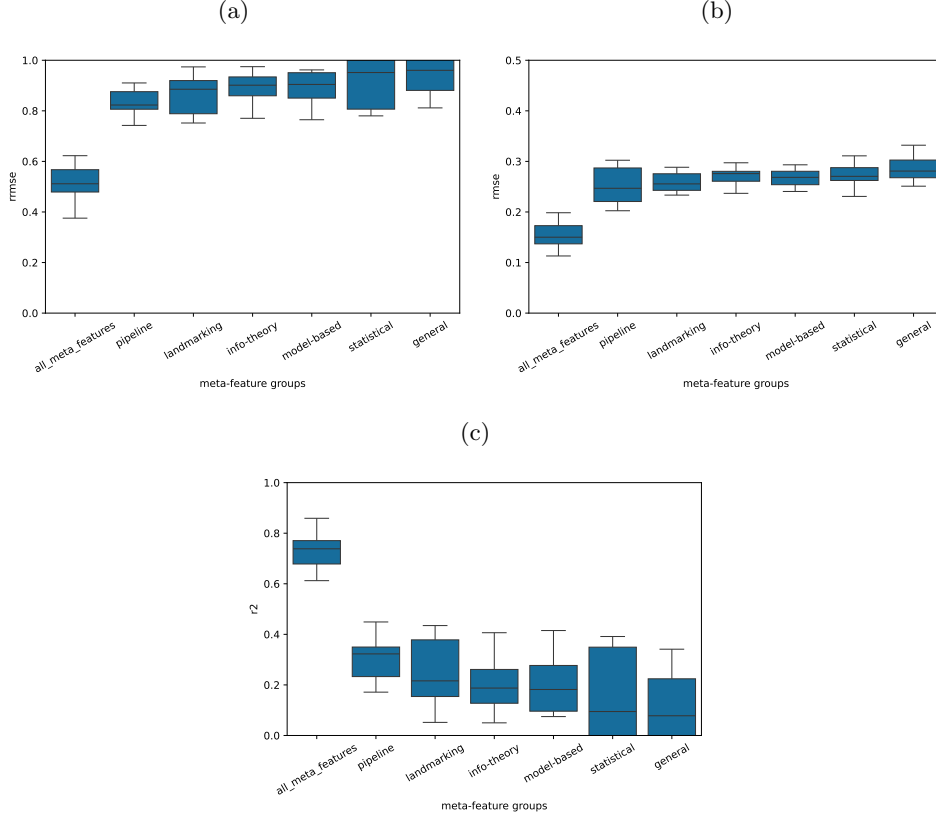 (a)
(b)
1.0
0.8
0.6
0.4
0.2
0.0
rrmse
all_meta_features
pipeline
landmarking
info-theory
model-based
statistical
general
meta-feature groups
0.5
0.4
0.3
0.2
0.1
0.0
rmse
all_meta_features
pipeline
landmarking
info-theory
model-based
statistical
general
meta-feature groups
(c)
1.0
0.8
0.6
0.4
0.2
0.0
r2
all_meta_features
pipeline
landmarking
info-theory
model-based
statistical
general
meta-feature groups